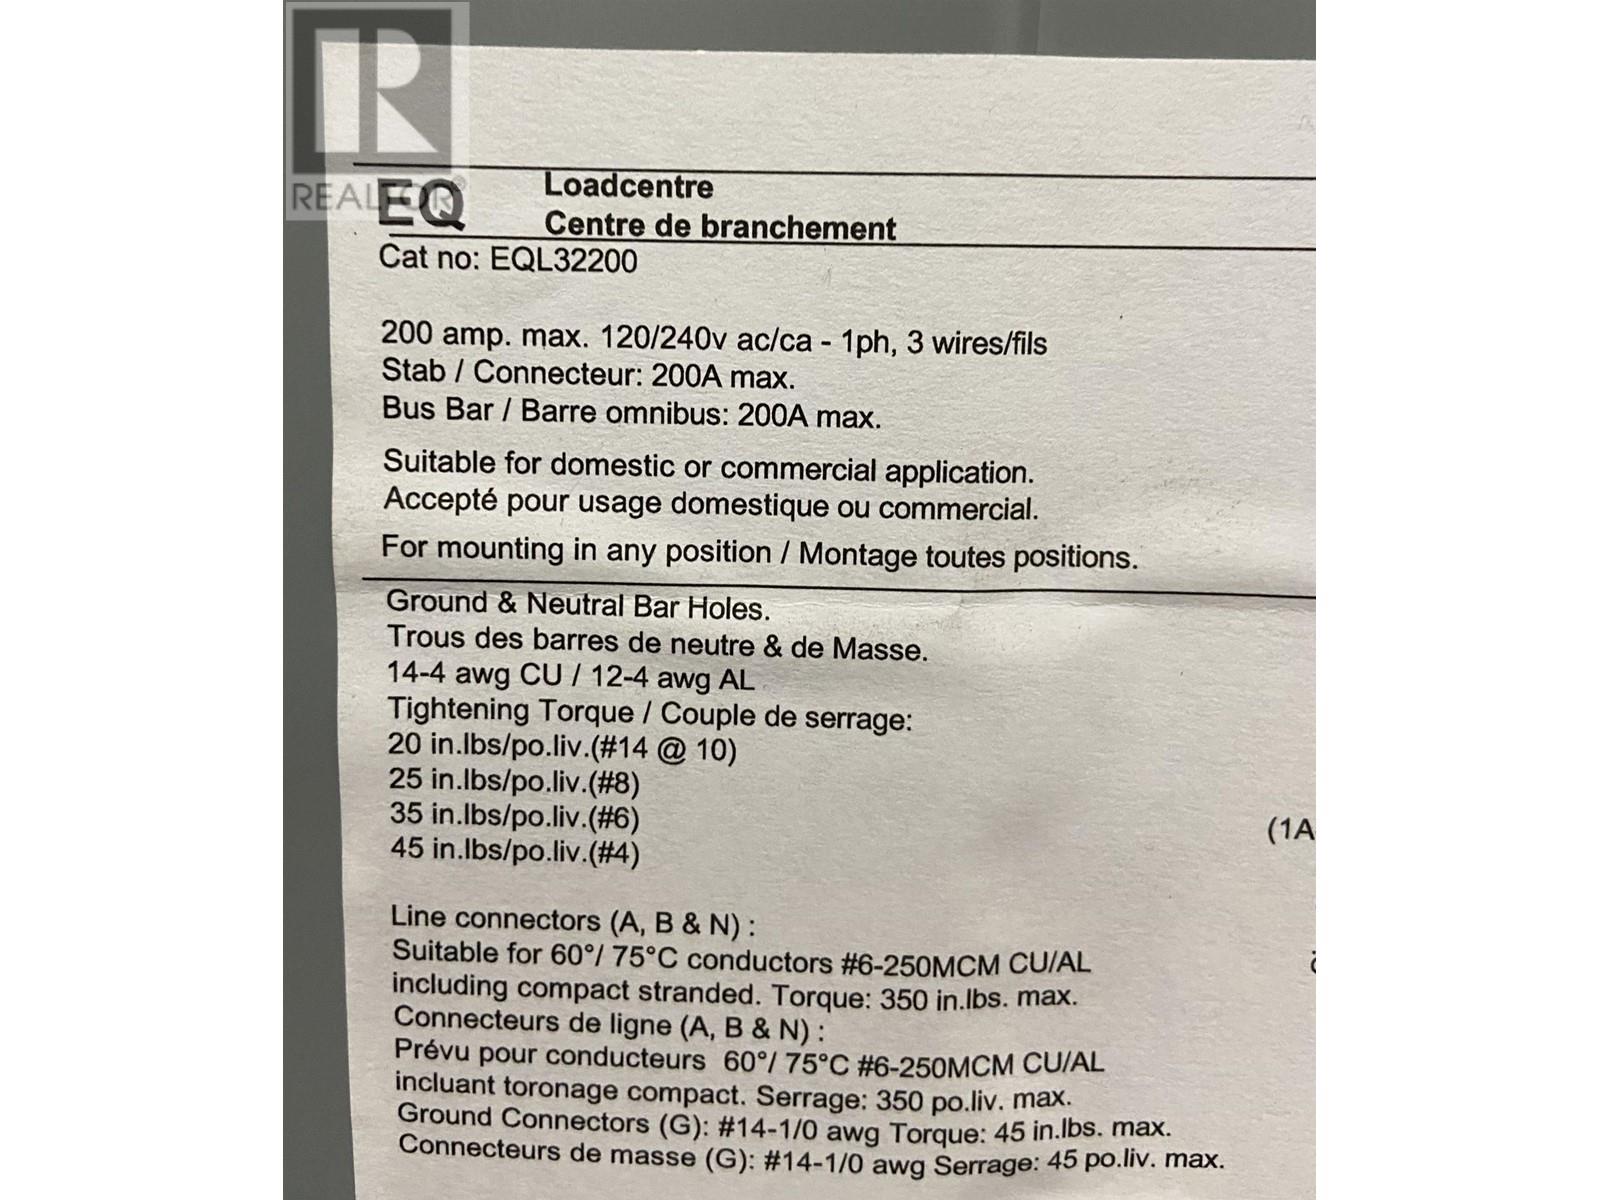 REALTOR®
EQ
Loadcentre
Centre de branchement
Cat no: EQL32200
200 amp. max. 120/240v ac/ca - 1ph, 3 wires/fils
Stab / Connecteur: 200A max.
Bus Bar / Barre omnibus: 200A max.
Suitable for domestic or commercial application.
Accepté pour usage domestique ou commercial.
For mounting in any position / Montage toutes positions.
Ground & Neutral Bar Holes.
Trous des barres de neutre & de Masse.
14-4 awg CU / 12-4 awg AL
Tightening Torque / Couple de serrage:
20 in.lbs/po.liv.(#14 @ 10)
25 in.lbs/po.liv.(#8)
35 in.lbs/po.liv.(#6)
(1A
45 in.lbs/po.liv.(#4)
Line connectors (A, B & N) :
Suitable for 60°/ 75°C conductors #6-250MCM CU/AL
including compact stranded. Torque: 350 in.lbs. max.
Connecteurs de ligne (A, B & N) :
Prévu pour conducteurs 60°/ 75°C #6-250MCM CU/AL
incluant toronage compact. Serrage: 350 po.liv. max.
Ground Connectors (G): #14-1/0 awg Torque: 45 in.lbs. max.
Connecteurs de masse (G): #14-1/0 awg Serrage: 45 po.liv. max.